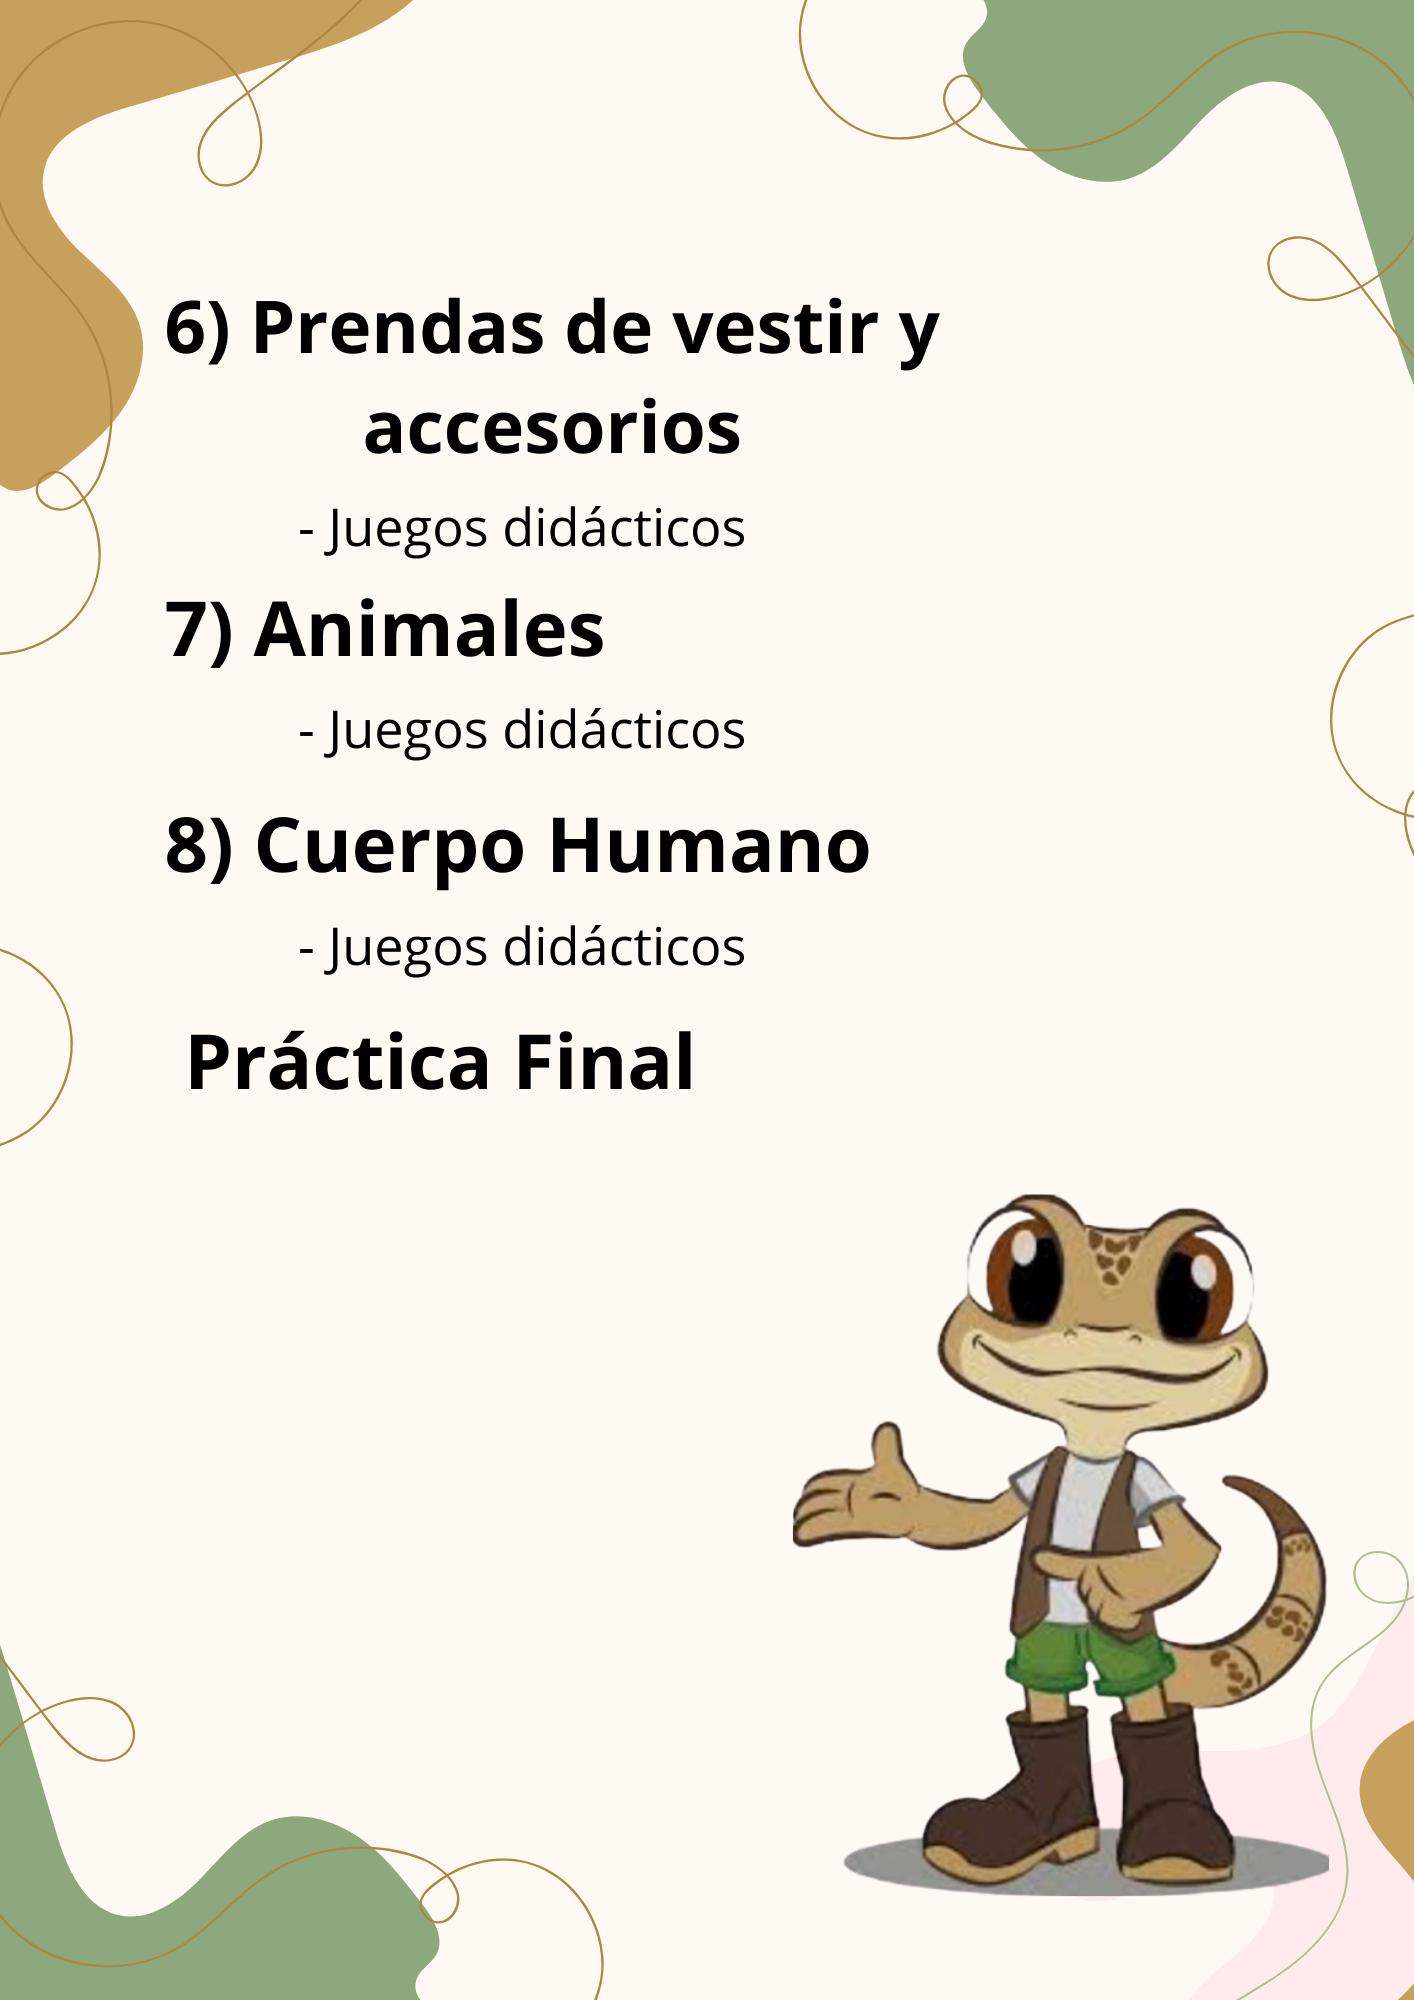 6) Prendas de vestir y
accesorios
- Juegos didácticos
7) Animales
- Juegos didácticos
8) Cuerpo Humano
- Juegos didácticos
Práctica Final